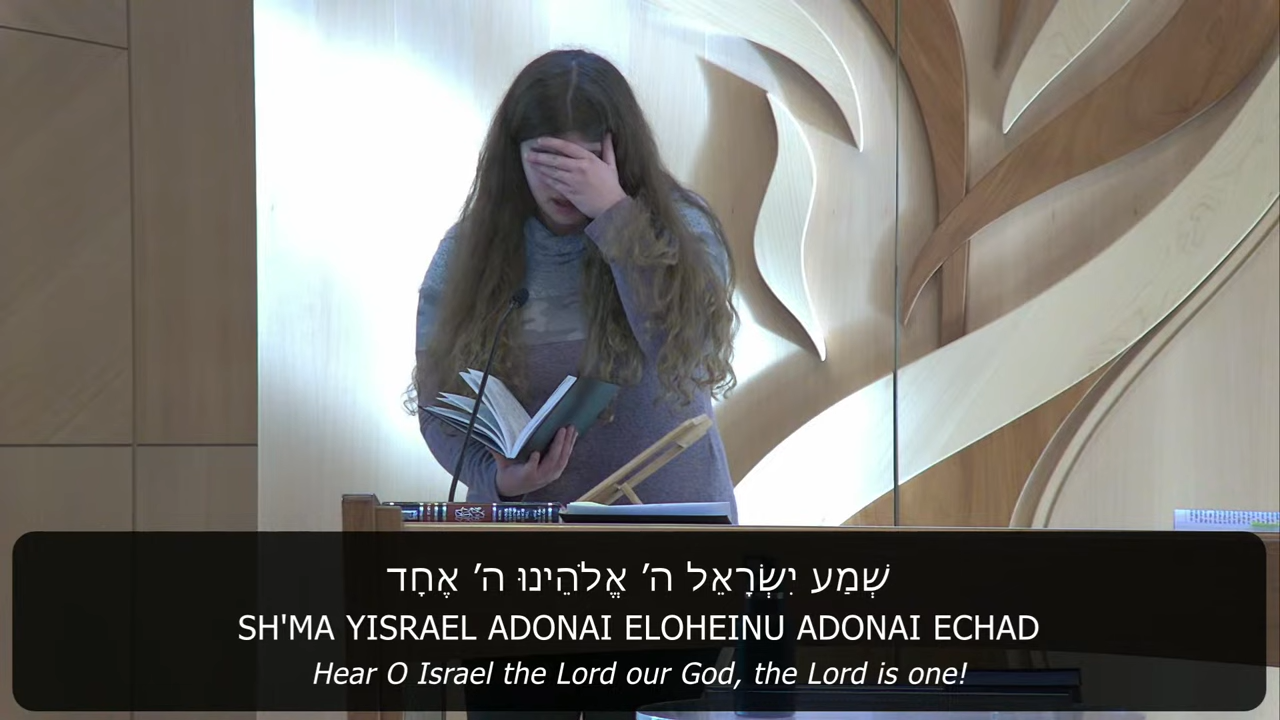 שְׁמַע יִשְׂרָאֵל ה׳ אֱלֹהֵינוּ ה׳ אֶחָד
SH'MA YISRAEL ADONAI ELOHEINU ADONAI ECHAD
Hear O Israel the Lord our God, the Lord is one!